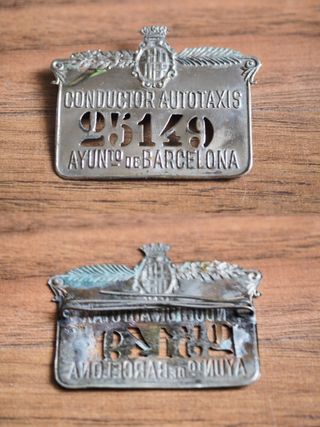 CONDUCTOR AUTOTAXIS
25149
AYUNTO DE BARCELONA